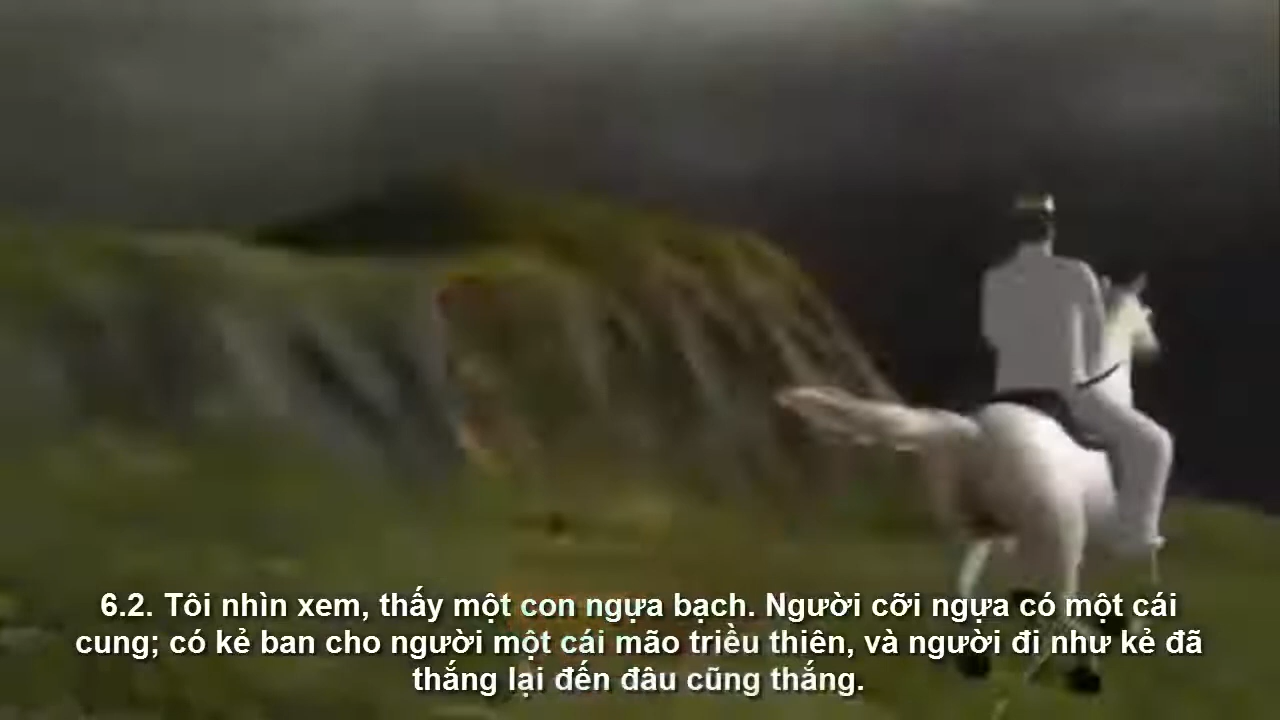 6.2. Tôi nhìn xem, thấy một con ngựa bạch. Người cỡi ngựa có một cái
cung; có kẻ ban cho người một cái mão triều thiên, và người đi như kẻ đã
thắng lại đến đâu cũng thắng.